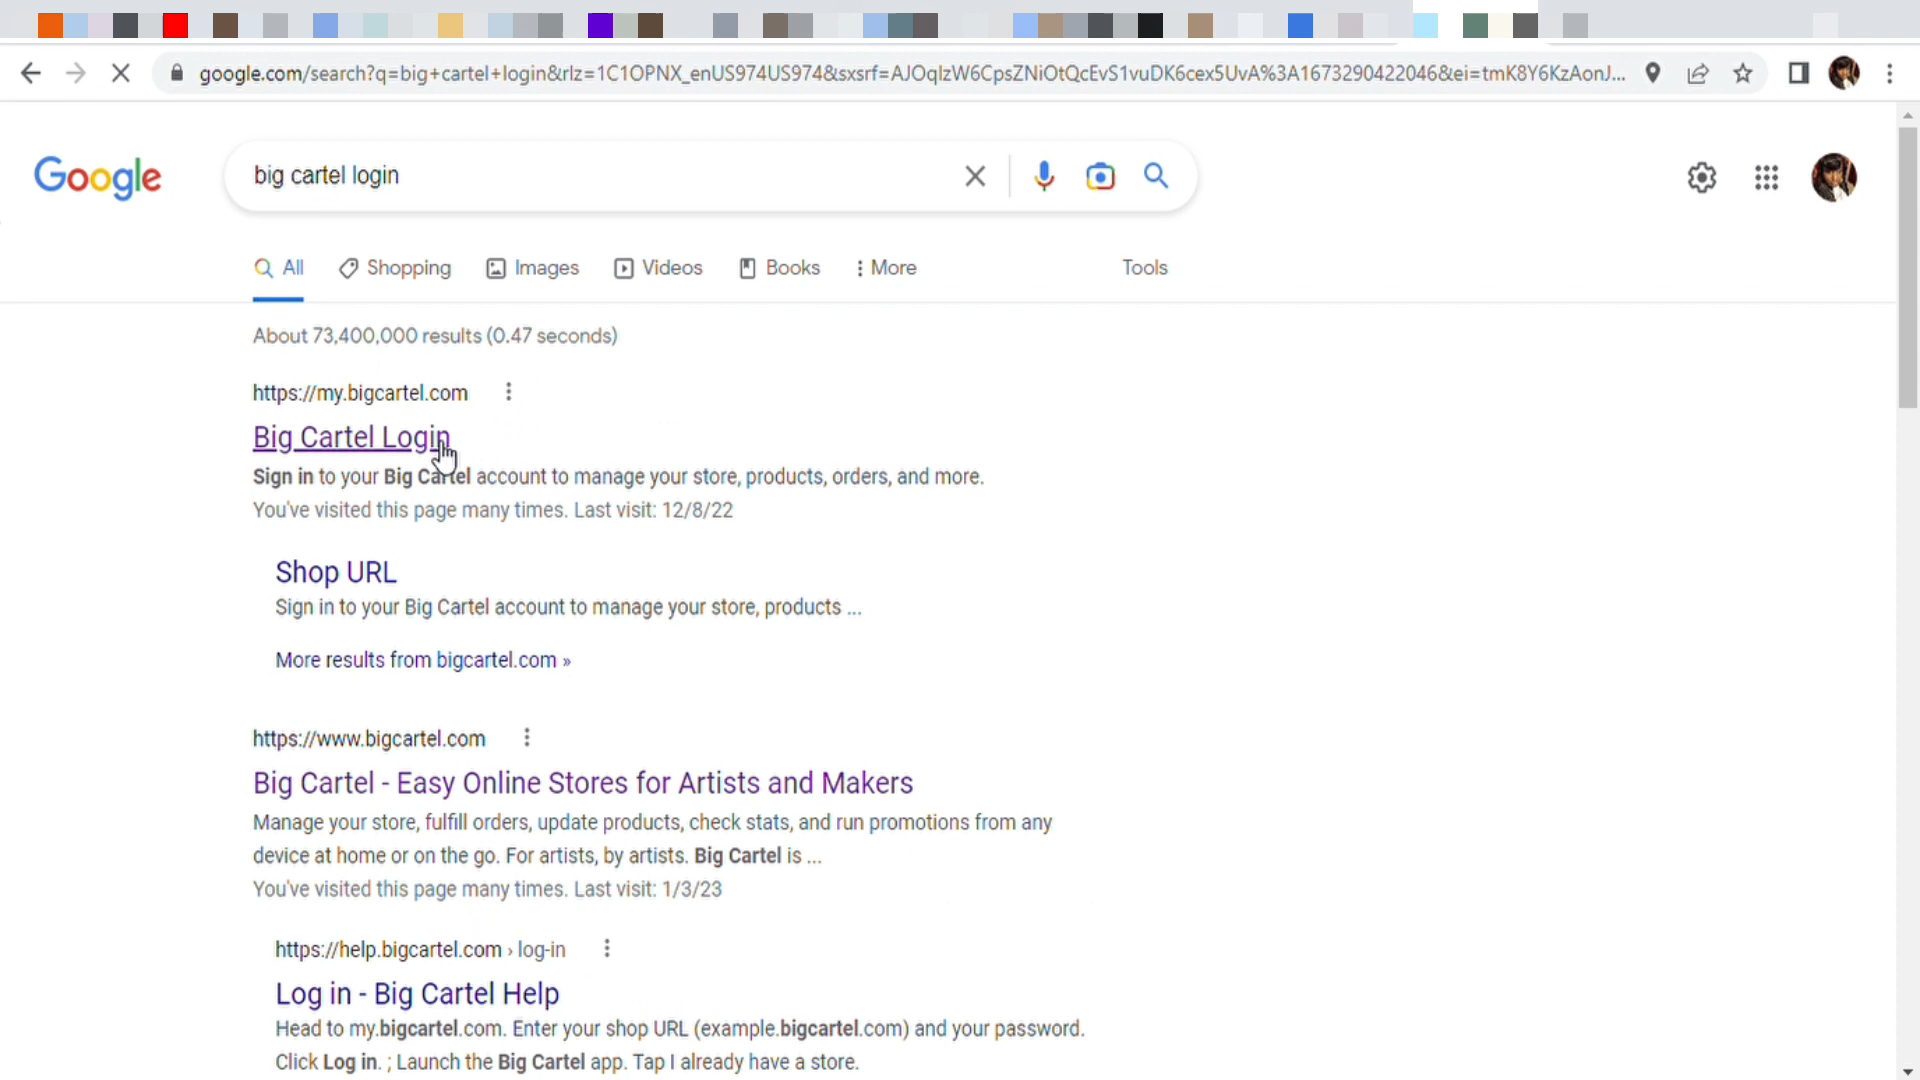 google.com/search?q=big+cartel+login&rlz=1C1OPNX_enUS974US974&sxsrf=AJOqlzW6CpsZNiOtQcEvS1vuDK6cex5UvA%3A1673290422046&ei=tmK8Y6KzAonJ...
Google
big cartel login
All Shopping Images Videos Books More Tools
About 73,400,000 results (0.47 seconds)
https://my.bigcartel.com
Big Cartel Login
Sign in to your Big Cartel account to manage your store, products, orders, and more.
You've visited this page many times. Last visit: 12/8/22
Shop URL
Sign in to your Big Cartel account to manage your store, products ...
More results from bigcartel.com »
https://www.bigcartel.com
Big Cartel - Easy Online Stores for Artists and Makers
Manage your store, fulfill orders, update products, check stats, and run promotions from any
device at home or on the go. For artists, by artists. Big Cartel is ...
You've visited this page many times. Last visit: 1/3/23
https://help.bigcartel.com › log-in
Log in - Big Cartel Help
Head to my.bigcartel.com. Enter your shop URL (example.bigcartel.com) and your password.
Click Log in. ; Launch the Big Cartel app. Tap I already have a store.